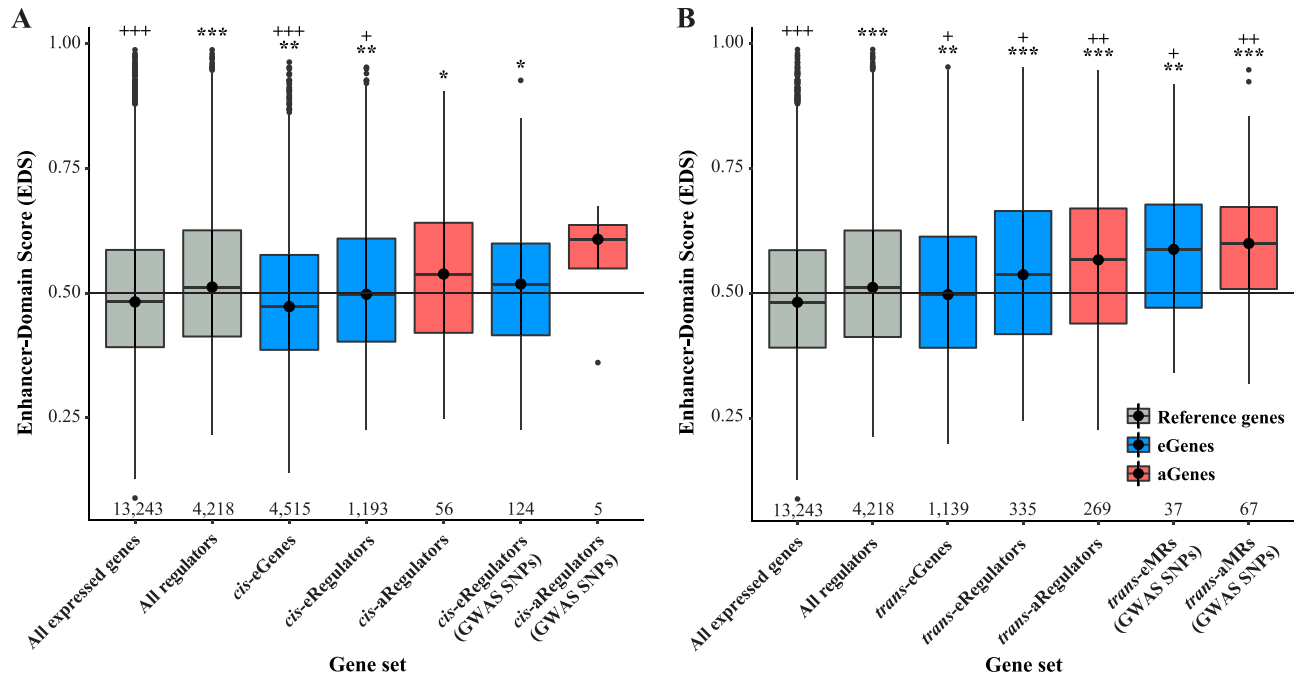 A
+++
***
+++
**
+
**
*
*
1.00
0.75
0.50
0.25
Enhancer-Domain Score (EDS)
13,243
4,218
4,515
1,193
56
124
5
All expressed genes
All regulators
cis-eGenes
cis-eRegulators
cis-aRegulators
cis-eRegulators
(GWAS SNPs)
cis-aRegulators
(GWAS SNPs)
Gene set
B
+++
***
+
**
+
***
++
***
+
**
++
***
1.00
0.75
0.50
0.25
Enhancer-Domain Score (EDS)
Reference genes
eGenes
aGenes
13,243
4,218
1,139
335
269
37
67
All expressed genes
All regulators
trans-eGenes
trans-eRegulators
trans-aRegulators
trans-eMRs
(GWAS SNPs)
trans-aMRs
(GWAS SNPs)
Gene set